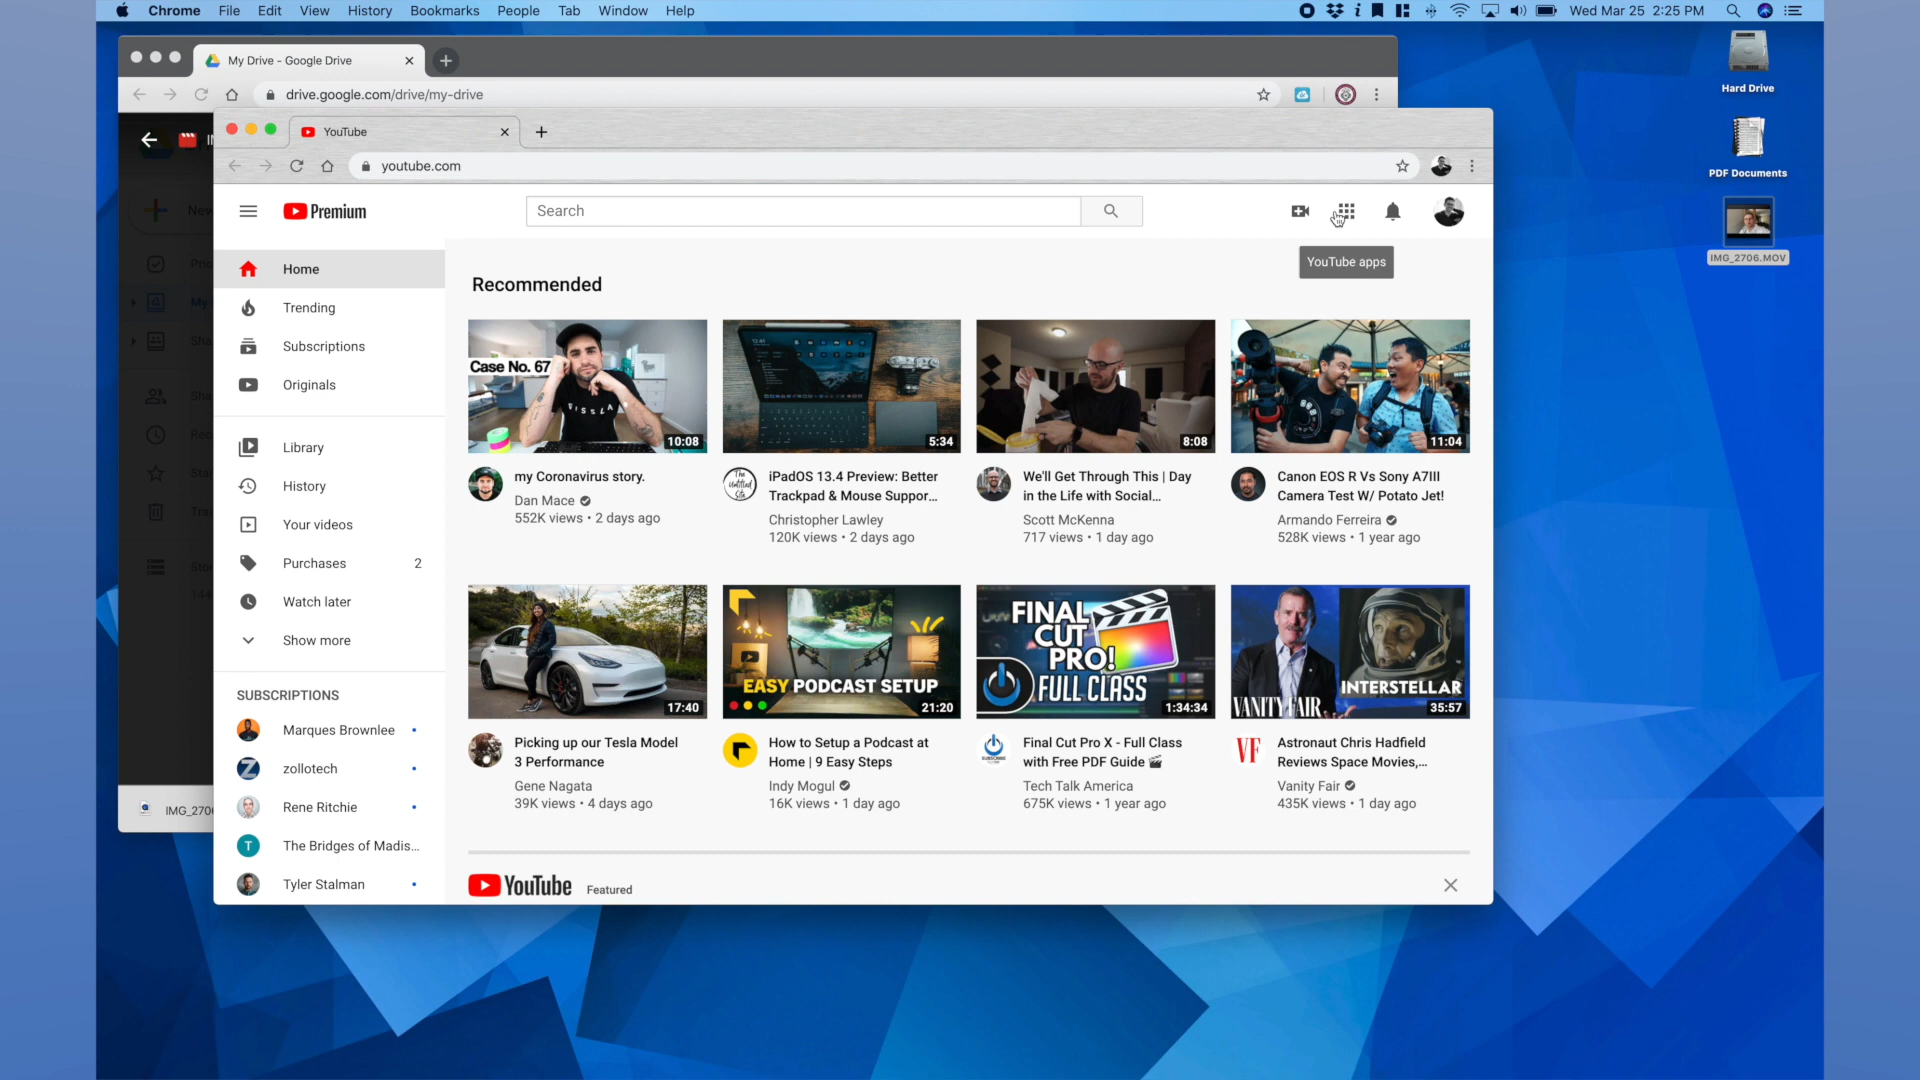 Chrome File Edit View History Bookmarks People Tab Window Help
Wed Mar 25 2:25 PM
My Drive - Google Drive
drive.google.com/drive/my-drive
YouTube
youtube.com
Premium
Search
YouTube apps
Hard Drive
PDF Documents
IMG_2706.MOV
Home
Trending
Subscriptions
Originals
Library
History
Your videos
Purchases 2
Watch later
Show more
SUBSCRIPTIONS
Marques Brownlee
zollotech
Rene Ritchie
T The Bridges of Madis...
Tyler Stalman
Recommended
Case No. 67
10:08
my Coronavirus story.
Dan Mace
552K views • 2 days ago
5:34
The Untitled Site
iPadOS 13.4 Preview: Better
Trackpad & Mouse Suppor...
Christopher Lawley
120K views • 2 days ago
8:08
We'll Get Through This | Day
in the Life with Social...
Scott McKenna
717 views • 1 day ago
11:04
Canon EOS R Vs Sony A7III
Camera Test W/ Potato Jet!
Armando Ferreira
528K views • 1 year ago
17:40
Picking up our Tesla Model
3 Performance
Gene Nagata
39K views • 4 days ago
EASY PODCAST SETUP
21:20
How to Setup a Podcast at
Home | 9 Easy Steps
Indy Mogul
16K views • 1 day ago
FINAL
CUT
PRO!
FULL CLASS
1:34:34
Final Cut Pro X - Full Class
with Free PDF Guide
Tech Talk America
675K views • 1 year ago
VANITY FAIR
INTERSTELLAR
35:57
VF
Astronaut Chris Hadfield
Reviews Space Movies,...
Vanity Fair
435K views • 1 day ago
YouTube Featured
New
My
IMG_270